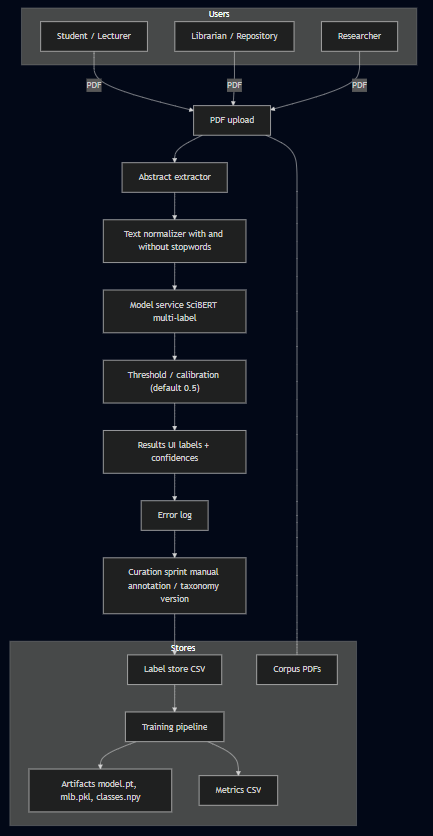 Users
Student / Lecturer
Librarian / Repository
Researcher
PDF
PDF
PDF
PDF upload
Abstract extractor
Text normalizer with and
without stopwords
Model service SciBERT
multi-label
Threshold / calibration
(default 0.5)
Results UI labels +
confidences
Error log
Curation sprint manual
annotation / taxonomy
version
Stores
Label store CSV
Corpus PDFs
Training pipeline
Artifacts model.pt,
mlb.pkl, classes.npy
Metrics CSV